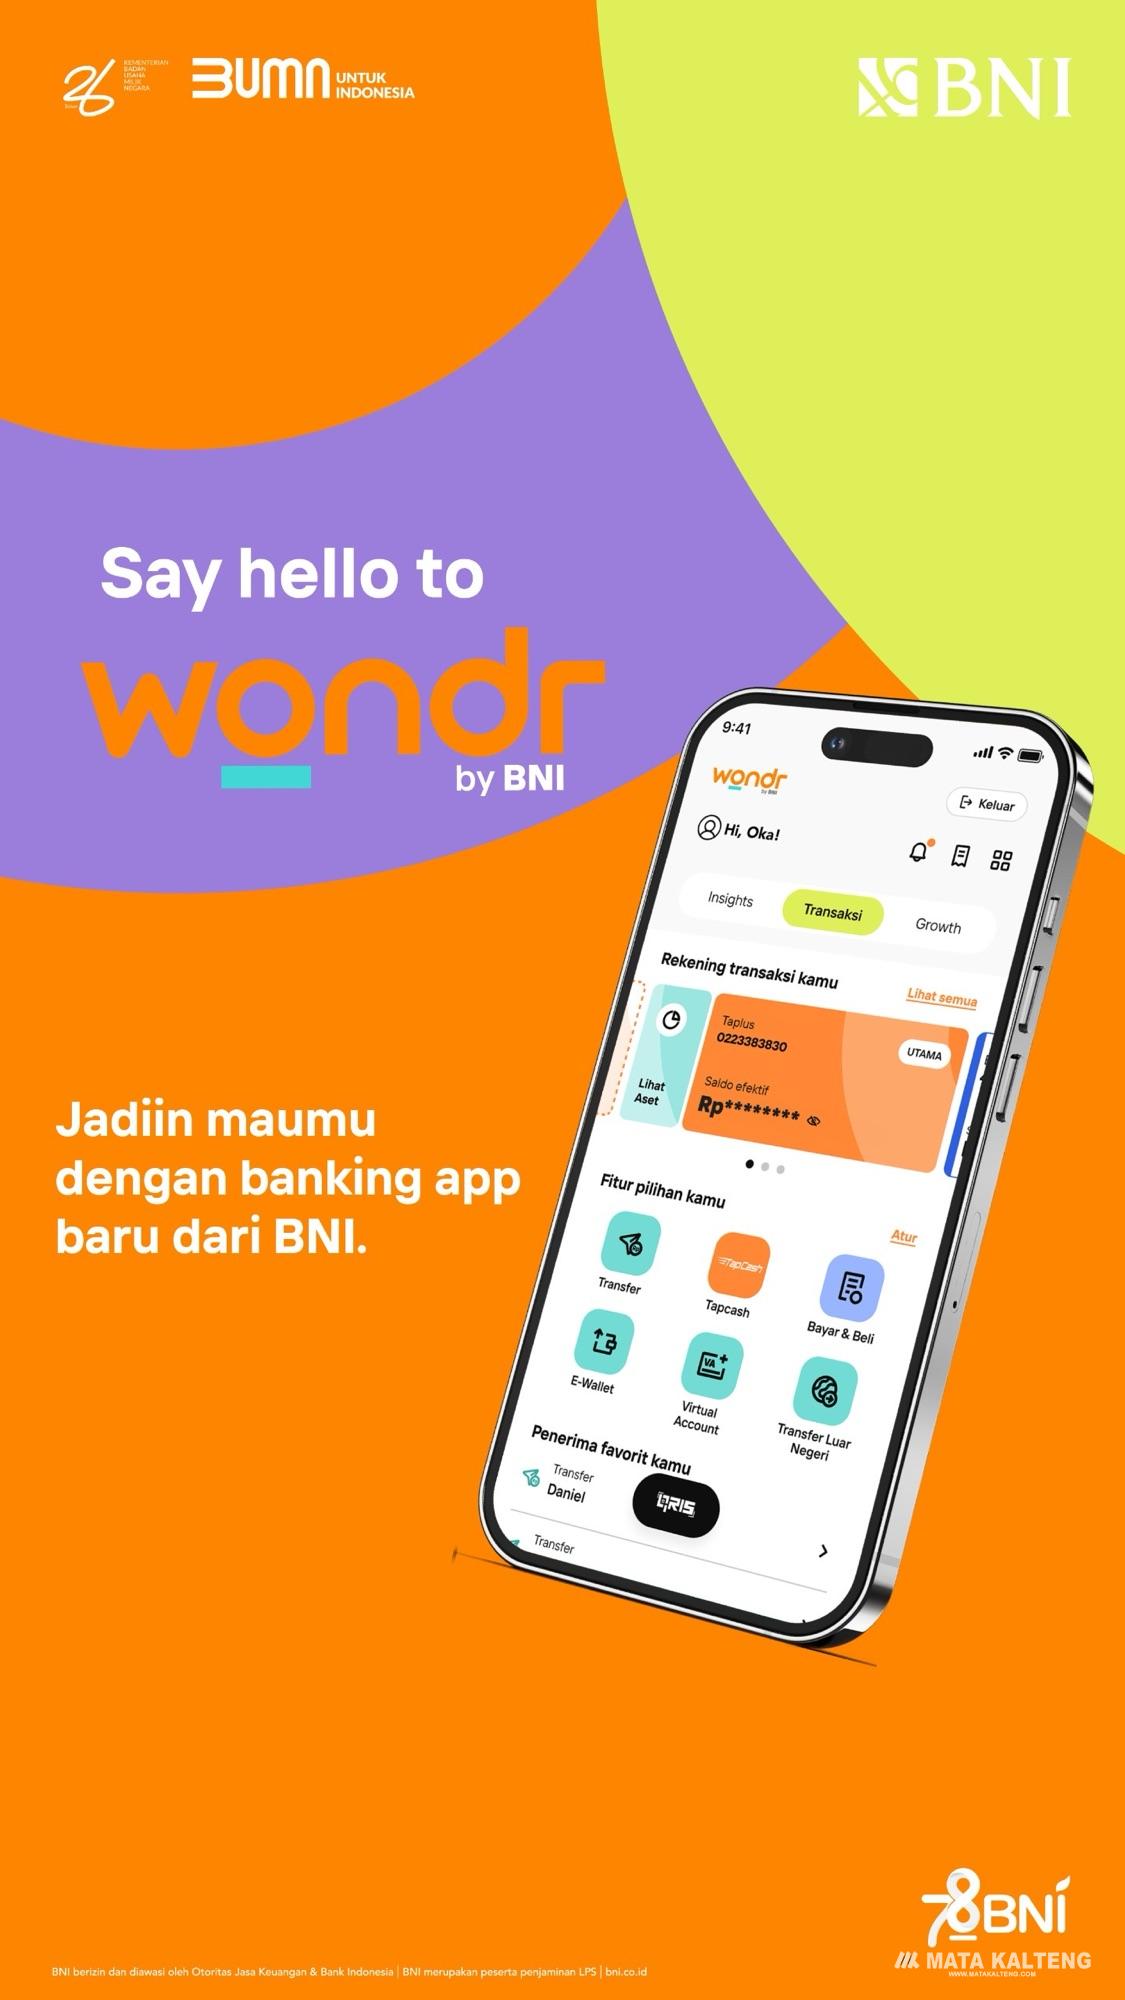 26
KEMENTERIAN
BADAN
USAHA
MILIK
NEGARA
BUMN UNTUK
INDONESIA
BNI
Say hello to
wondr
by BNI
Jadiin maumu
dengan banking app
baru dari BNI.
9:41
wondr
by BNI
Keluar
Hi, Oka!
Insights
Transaksi
Growth
Rekening transaksi kamu
Lihat semua
Lihat
Aset
Taplus
0223383830
UTAMA
Saldo efektif
Rp********
Fitur pilihan kamu
Atur
TapCash
Transfer
Tapcash
Bayar & Beli
VA
E-Wallet
Virtual
Account
Transfer Luar
Negeri
Penerima favorit kamu
Transfer
Daniel
QRIS
Transfer
78 BNI
MATA KALTENG
WWW.MATAKALTENG.COM
BNI berizin dan diawasi oleh Otoritas Jasa Keuangan & Bank Indonesia | BNI merupakan peserta penjaminan LPS | bni.co.id